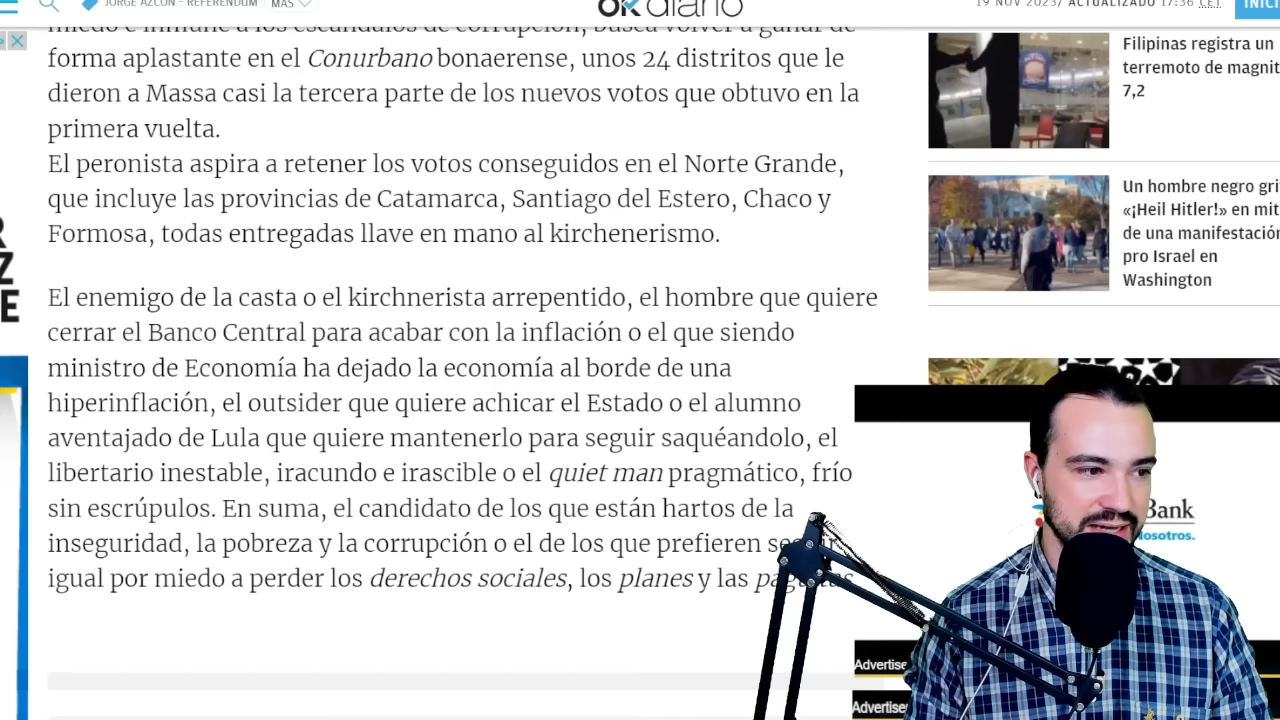 JORGE AZCÓN - REFERÉNDUM
MÁS
okdiario
19 NOV 2023/ ACTUALIZADO 17:36 CET
INICI
miedo e inmune a los escándalos de corrupción, busca volver a ganar de
forma aplastante en el Conurbano bonaerense, unos 24 distritos que le
dieron a Massa casi la tercera parte de los nuevos votos que obtuvo en la
primera vuelta.
El peronista aspira a retener los votos conseguidos en el Norte Grande,
que incluye las provincias de Catamarca, Santiago del Estero, Chaco y
Formosa, todas entregadas llave en mano al kirchenerismo.
El enemigo de la casta o el kirchnerista arrepentido, el hombre que quiere
cerrar el Banco Central para acabar con la inflación o el que siendo
ministro de Economía ha dejado la economía al borde de una
hiperinflación, el outsider que quiere achicar el Estado o el alumno
aventajado de Lula que quiere mantenerlo para seguir saquéandolo, el
libertario inestable, iracundo e irascible o el quiet man pragmático, frío
sin escrúpulos. En suma, el candidato de los que están hartos de la
inseguridad, la pobreza y la corrupción o el de los que prefieren
igual por miedo a perder los derechos sociales, los planes y las
Filipinas registra un
terremoto de magnit
7,2
Un hombre negro gri
«¡Heil Hitler!» en mit
de una manifestación
pro Israel en
Washington
Bank
nosotros.
Advertise
Advertise
R
Z
E